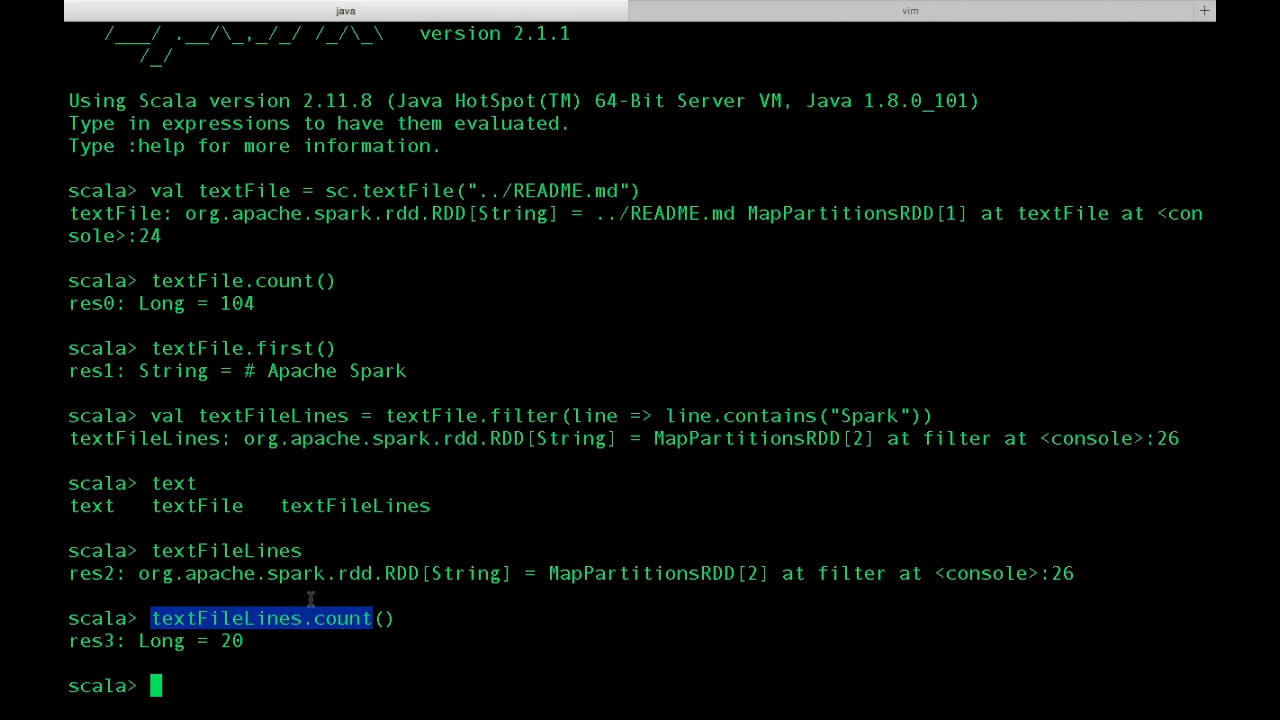 java
vim
+
/___/ .__/\_,_/_/ /_/\_\   version 2.1.1
/_/
Using Scala version 2.11.8 (Java HotSpot(TM) 64-Bit Server VM, Java 1.8.0_101)
Type in expressions to have them evaluated.
Type :help for more information.
scala> val textFile = sc.textFile("../README.md")
textFile: org.apache.spark.rdd.RDD[String] = ../README.md MapPartitionsRDD[1] at textFile at <con
sole>:24
scala> textFile.count()
res0: Long = 104
scala> textFile.first()
res1: String = # Apache Spark
scala> val textFileLines = textFile.filter(line => line.contains("Spark"))
textFileLines: org.apache.spark.rdd.RDD[String] = MapPartitionsRDD[2] at filter at <console>:26
scala> text
text   textFile   textFileLines
scala> textFileLines
res2: org.apache.spark.rdd.RDD[String] = MapPartitionsRDD[2] at filter at <console>:26
scala> textFileLines.count()
res3: Long = 20
scala>